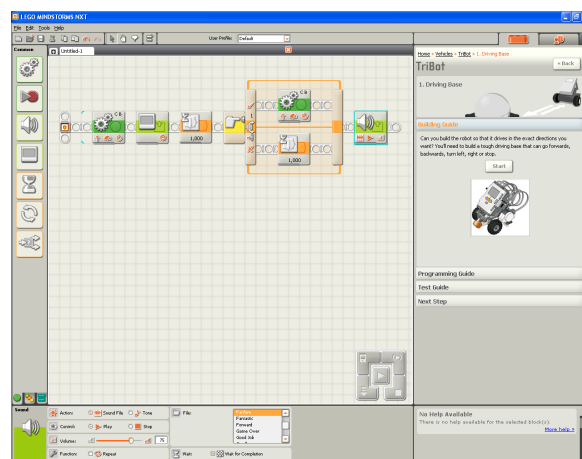 LEGO MINDSTORMS NXT
File Edit Tools Help
User Profile: Default
Common
Untitled-1
C B
C B
1,000
1,000
Home > Vehicles > TriBot > 1. Driving Base
TriBot
< Back
1. Driving Base
Building Guide
Can you build the robot so that it drives in the exact directions you
want? You'll need to build a tough driving base that can go forwards,
backwards, turn left, right or stop.
Start
Programming Guide
Test Guide
Next Step
Sound
Action: Sound File Tone
Control: Play Stop
Volume: 75
Function: Repeat
File:
Fantastic
Forward
Game Over
Good Job
Wait: Wait for Completion
No Help Available
There is no help available for the selected block(s).
More help »